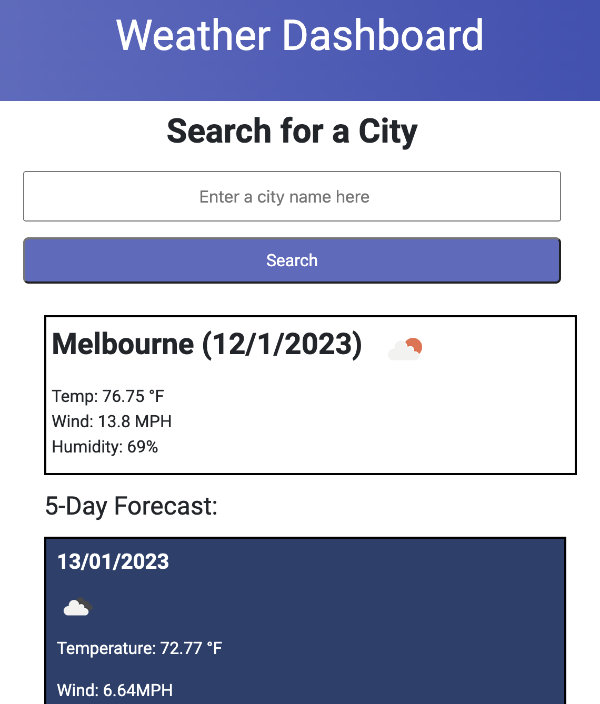 Weather Dashboard
Search for a City
Enter a city name here
Search
Melbourne (12/1/2023)
Temp: 76.75 °F
Wind: 13.8 MPH
Humidity: 69%
5-Day Forecast:
13/01/2023
Temperature: 72.77 °F
Wind: 6.64MPH